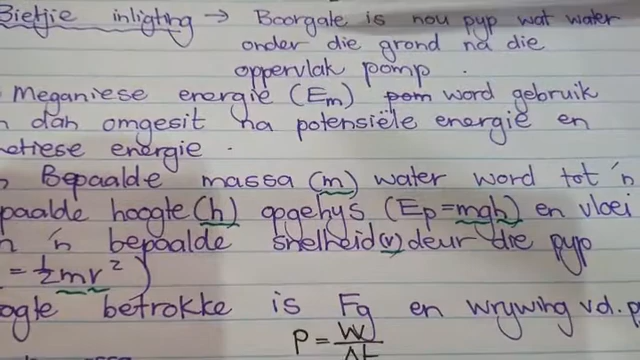 Bietjie inligting → Boorgate is nou pyp wat water
onder die grond na die
oppervlak pomp.
Meganiese energie (Em) pom word gebruik
dan omgesit na potensiële energie en
energie.
Bepaalde massa (m) water word tot 'n
hoogte (h) opgehys (Ep=mgh) en vloei
'n bepaalde snelheid (v) deur die pyp
= ½mv²)
betrokke is Fg en wrywing vd. p
P = W/Δt